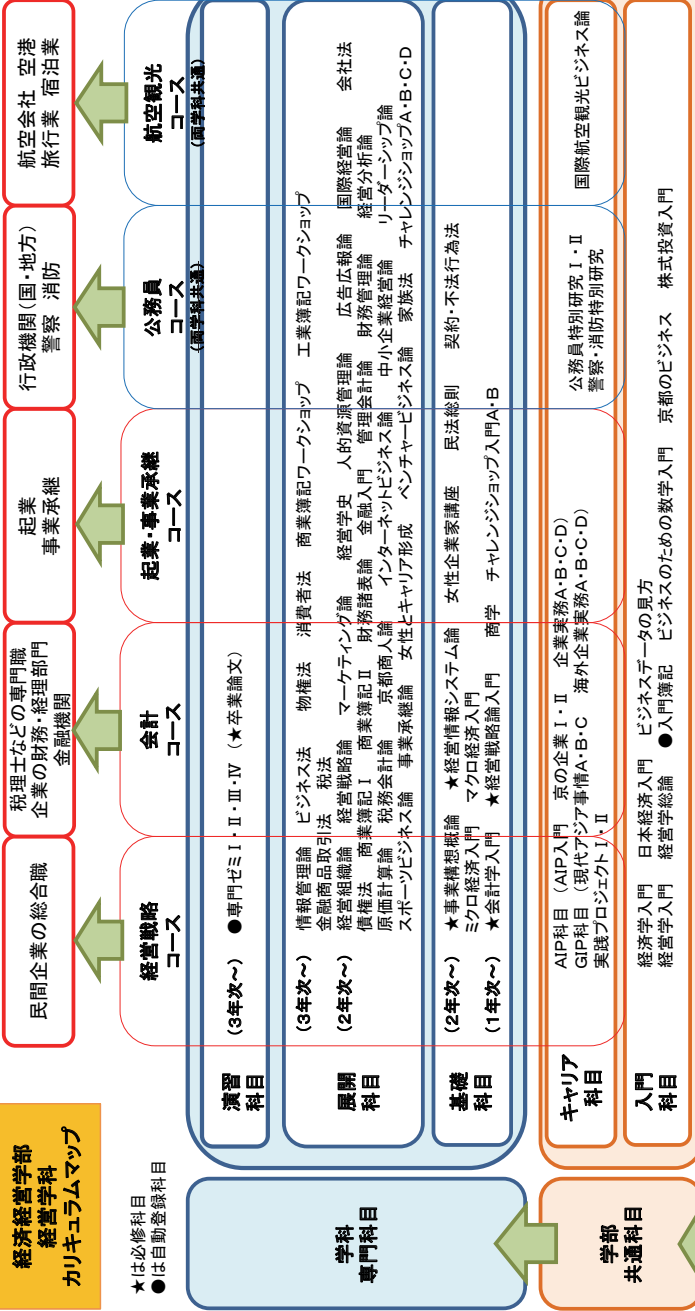 経済経営学部
経営学科
カリキュラムマップ
★は必修科目
●は自動登録科目
民間企業の総合職
税理士などの専門職
企業の財務・経理部門
金融機関
起業
事業承継
行政機関(国・地方)
警察 消防
航空会社 空港
旅行業 宿泊業
経営戦略
コース
会計
コース
起業・事業承継
コース
公務員
コース
(両学科共通)
航空観光
コース
(両学科共通)
学科
専門科目
演習
科目
(3年次~) ●専門ゼミⅠ・Ⅱ・Ⅲ・Ⅳ (★卒業論文)
展開
科目
(3年次~) 情報管理論 ビジネス法 物権法 消費者法 商業簿記ワークショップ 工業簿記ワークショップ
金融商品取引法 税法
(2年次~) 経営組織論 経営戦略論 マーケティング論 経営学史 人的資源管理論 広告広報論 国際経営論 会社法
債権法 商業簿記Ⅰ 商業簿記Ⅱ 財務諸表論 金融入門 管理会計論 財務管理論 経営分析論
原価計算論 税務会計論 京都商人論 インターネットビジネス論 中小企業経営論 リーダーシップ論
スポーツビジネス論 事業承継論 女性とキャリア形成 ベンチャービジネス論 家族法 チャレンジショップA・B・C・D
基礎
科目
(2年次~) ★事業構想概論 ★経営情報システム論 女性企業家講座 民法総則 契約・不法行為法
ミクロ経済入門 マクロ経済入門
(1年次~) ★会計学入門 ★経営戦略論入門 商学 チャレンジショップ入門A・B
学部
共通科目
キャリア
科目
AIP科目 (AIP入門 京の企業Ⅰ・Ⅱ 企業実務A・B・C・D)
GIP科目 (現代アジア事情A・B・C 海外企業実務A・B・C・D)
実践プロジェクトⅠ・Ⅱ
公務員特別研究Ⅰ・Ⅱ
警察・消防特別研究
国際航空観光ビジネス論
入門
科目
経済学入門 日本経済入門 ビジネスデータの見方
経営学入門 経営学総論 ●入門簿記 ビジネスのための数学入門 京都のビジネス 株式投資入門